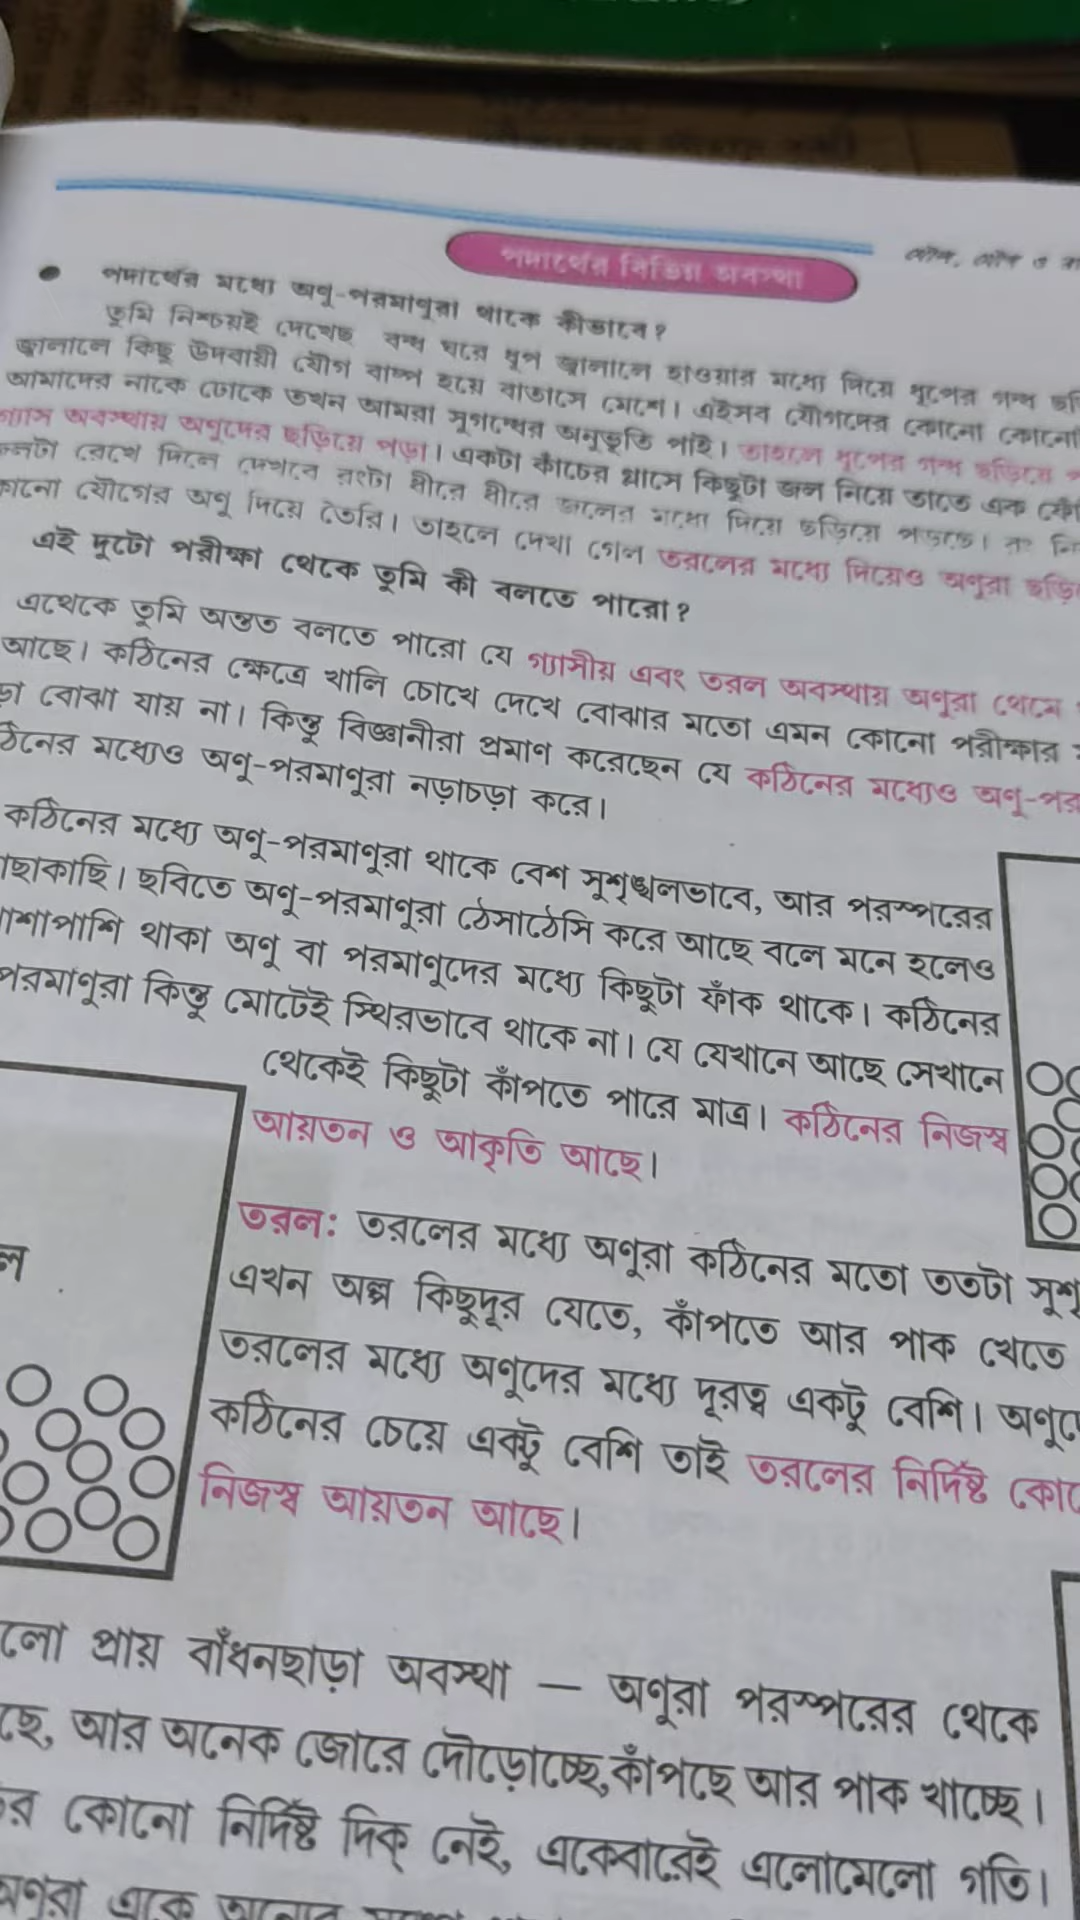 পদার্থের বিভিন্ন অবস্থা
মৌল, যৌগ ও
পদার্থের মধ্যে অণু-পরমাণুরা থাকে কীভাবে?
তুমি নিশ্চয়ই দেখেছ বন্ধ ঘরে ধূপ জ্বালালে হাওয়ার মধ্যে দিয়ে ধূপের গন্ধ
জ্বালালে কিছু উদবায়ী যৌগ বাষ্প হয়ে বাতাসে মেশে। এইসব যৌগদের কোনো কোনো
আমাদের নাকে ঢোকে তখন আমরা সুগন্ধের অনুভূতি পাই। তাহলে ধূপের গন্ধ ছড়িয়ে
গ্যাস অবস্থায় অণুদের ছড়িয়ে পড়া। একটা কাঁচের গ্লাসে কিছুটা জল নিয়ে তাতে এক
রেখে দিলে দেখবে রংটা ধীরে ধীরে জলের মধ্যে দিয়ে ছড়িয়ে পড়ছে। রং
যৌগের অণু দিয়ে তৈরি। তাহলে দেখা গেল তরলের মধ্যে দিয়েও অণুরা
এই দুটো পরীক্ষা থেকে তুমি কী বলতে পারো?
এথেকে তুমি অন্তত বলতে পারো যে গ্যাসীয় এবং তরল অবস্থায় অণুরা থেমে
আছে। কঠিনের ক্ষেত্রে খালি চোখে দেখে বোঝার মতো এমন কোনো পরীক্ষার
বোঝা যায় না। কিন্তু বিজ্ঞানীরা প্রমাণ করেছেন যে কঠিনের মধ্যেও অণু-পর
ঠিনের মধ্যেও অণু-পরমাণুরা নড়াচড়া করে।
কঠিনের মধ্যে অণু-পরমাণুরা থাকে বেশ সুশৃঙ্খলভাবে, আর পরস্পরের
ছাকাছি। ছবিতে অণু-পরমাণুরা ঠেসাঠেসি করে আছে বলে মনে হলেও
শাপাশি থাকা অণু বা পরমাণুদের মধ্যে কিছুটা ফাঁক থাকে। কঠিনের
পরমাণুরা কিন্তু মোটেই স্থিরভাবে থাকে না। যে যেখানে আছে সেখানে
থেকেই কিছুটা কাঁপতে পারে মাত্র। কঠিনের নিজস্ব
আয়তন ও আকৃতি আছে।
তরল: তরলের মধ্যে অণুরা কঠিনের মতো ততটা সুশৃ
ল
এখন অল্প কিছুদূর যেতে, কাঁপতে আর পাক খেতে
তরলের মধ্যে অণুদের মধ্যে দূরত্ব একটু বেশি।
কঠিনের চেয়ে একটু বেশি তাই তরলের নির্দিষ্ট
নিজস্ব আয়তন আছে।
লো প্রায় বাঁধনছাড়া অবস্থা — অণুরা পরস্পরের থেকে
ছে, আর অনেক জোরে দৌড়োচ্ছে, কাঁপছে আর পাক খাচ্ছে।
র কোনো নির্দিষ্ট দিক্ নেই, একেবারেই এলোমেলো গতি।
অণুরা একে